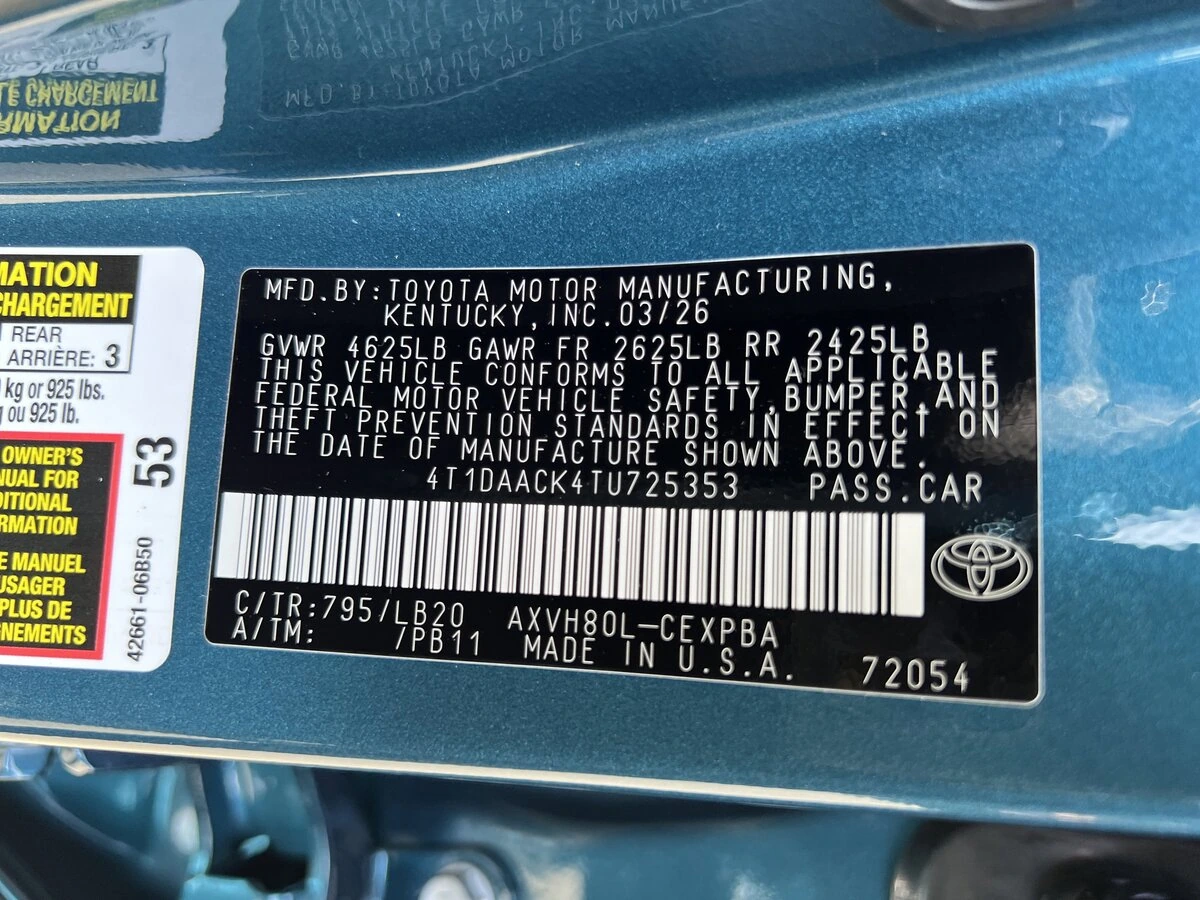 MATION
CHARGEMENT
REAR
ARRIÈRE: 3
kg or 925 lbs.
ou 925 lb.
OWNER'S
NUAL FOR
DITIONAL
RMATION
E MANUEL
USAGER
PLUS DE
GNEMENTS
53
42661-06B50
MFD.BY:TOYOTA MOTOR MANUFACTURING,
KENTUCKY,INC.03/26
GVWR 4625LB GAWR FR 2625LB RR 2425LB
THIS VEHICLE CONFORMS TO ALL APPLICABLE
FEDERAL MOTOR VEHICLE SAFETY,BUMPER,AND
THEFT PREVENTION STANDARDS IN EFFECT ON
THE DATE OF MANUFACTURE SHOWN ABOVE.
4T1DAACK4TU725353 PASS.CAR
C/TR:795/LB20 AXVH80L-CEXPBA
A/TM: /PB11 MADE IN U.S.A. 72054